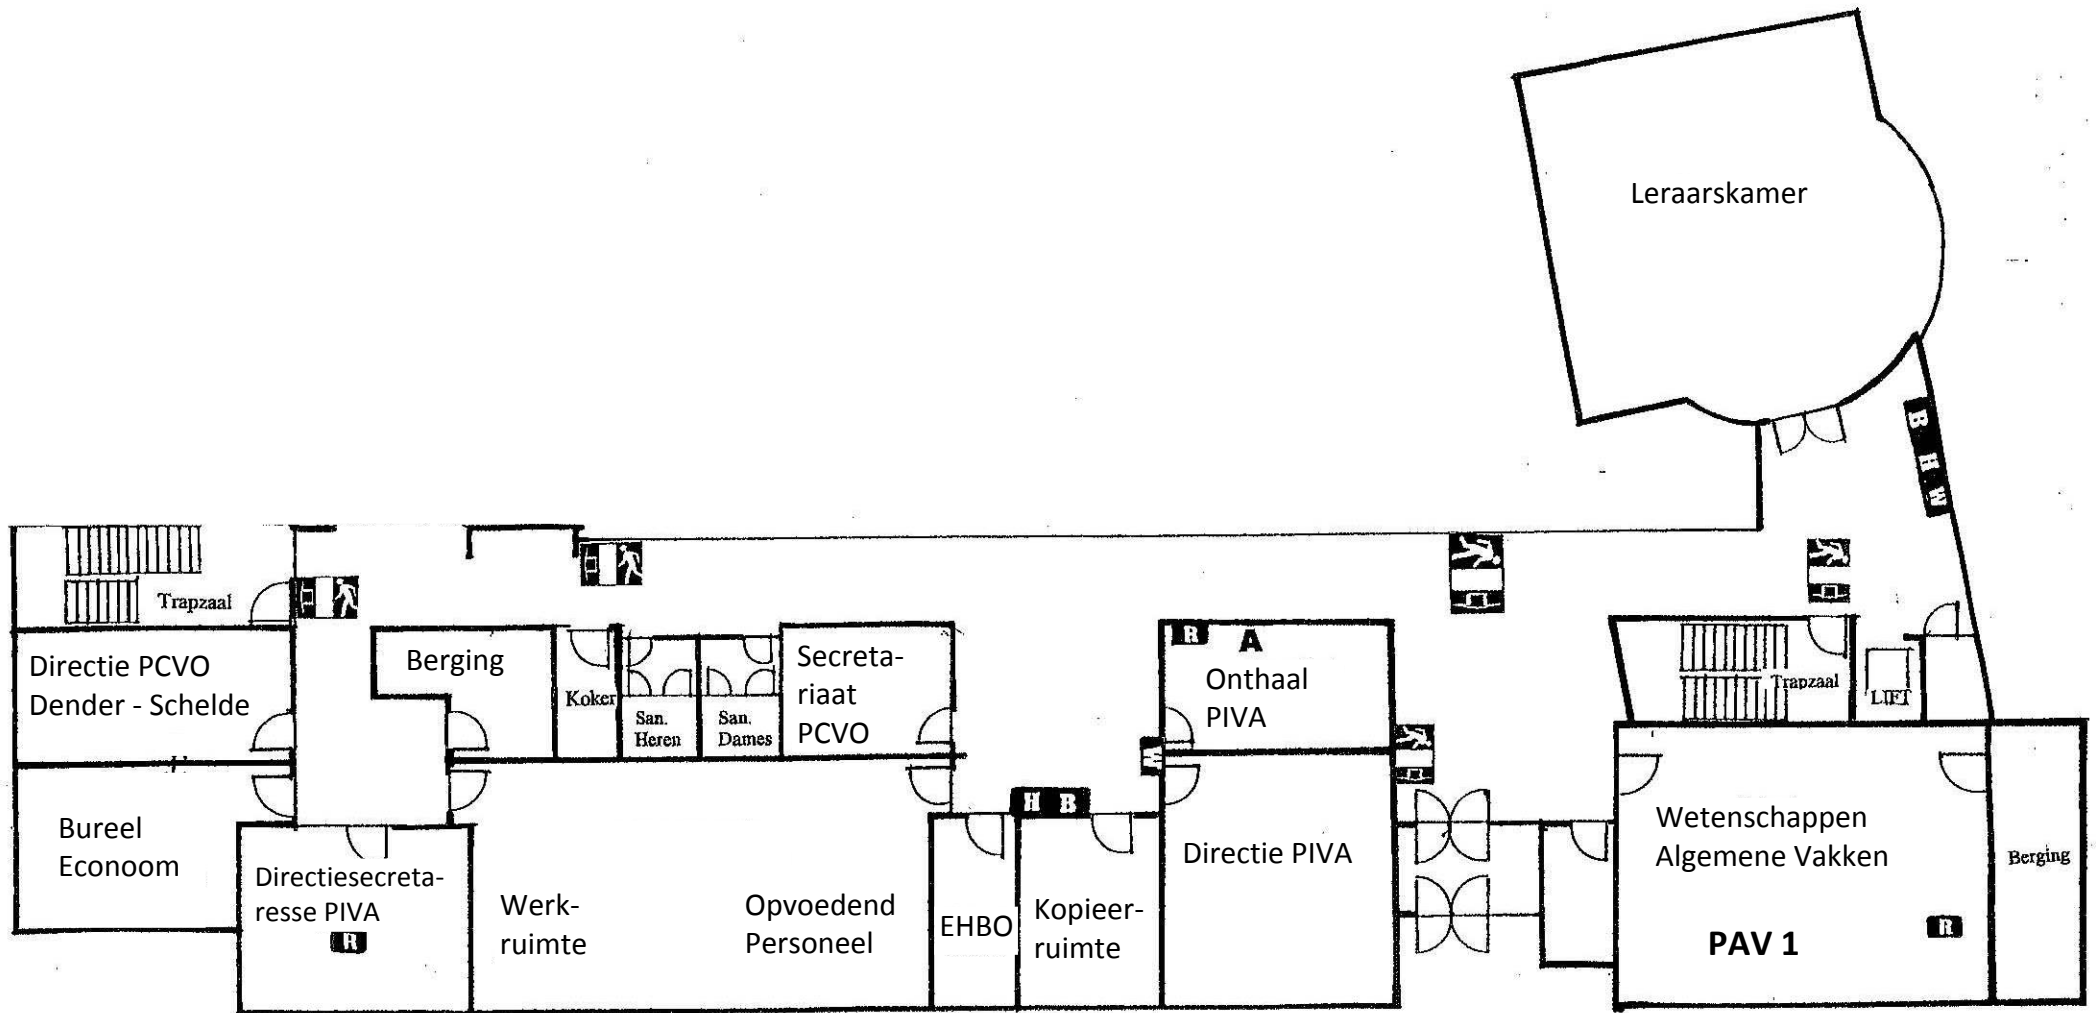 Leraarskamer
B H W
Trapzaal
Directie PCVO
Dender - Schelde
Berging
Koker
San.
Heren
San.
Dames
Secreta-
riaat
PCVO
R
A
Onthaal
PIVA
Trapzaal
LIFT
Bureel
Econoom
Directiesecreta-
resse PIVA
R
Werk-
ruimte
Opvoedend
Personeel
H B
W
EHBO
Kopieer-
ruimte
Directie PIVA
Wetenschappen
Algemene Vakken
PAV 1
R
Berging